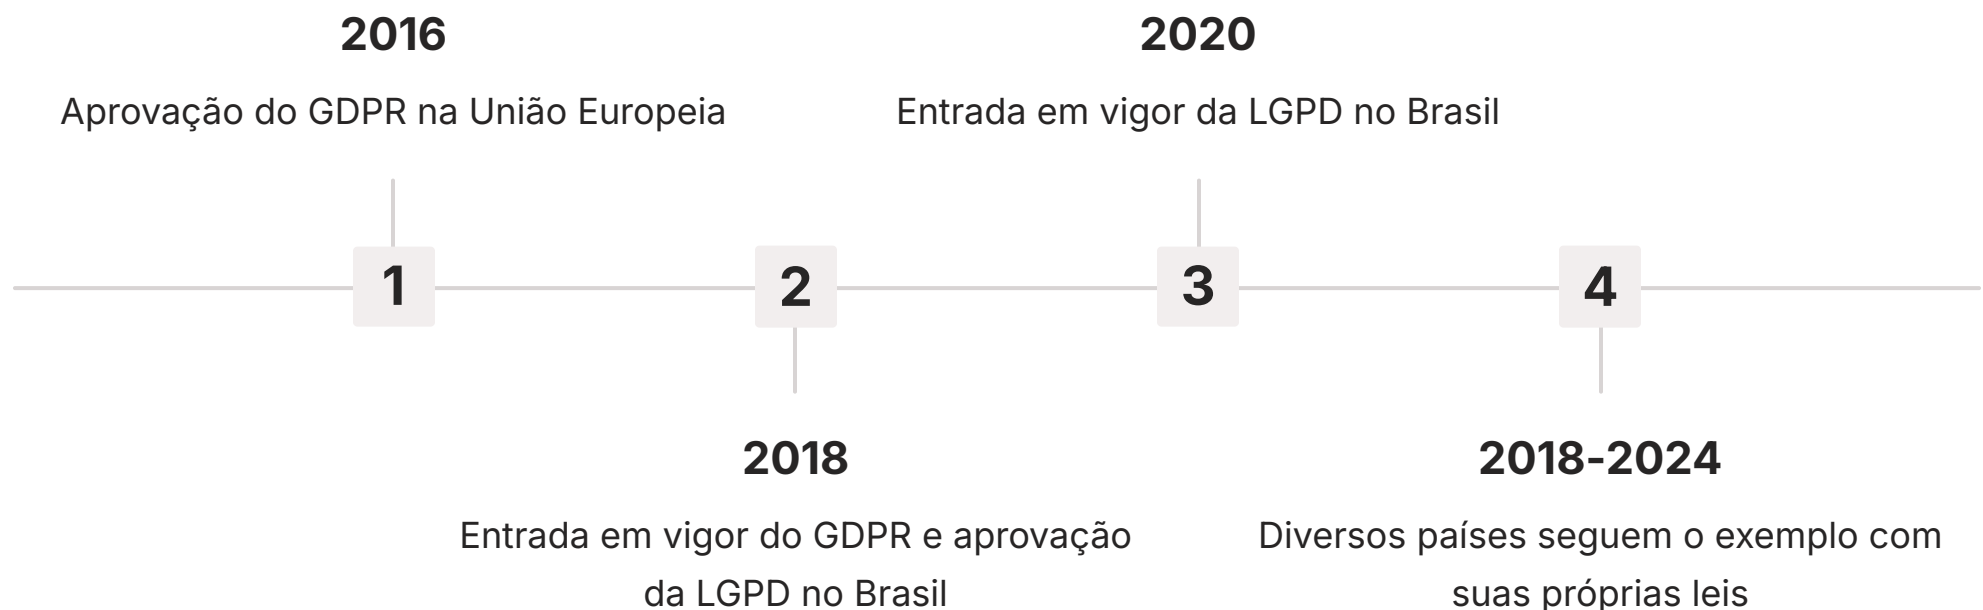 2016
Aprovação do GDPR na União Europeia
2020
Entrada em vigor da LGPD no Brasil
1
2
3
4
2018
Entrada em vigor do GDPR e aprovação
da LGPD no Brasil
2018-2024
Diversos países seguem o exemplo com
suas próprias leis